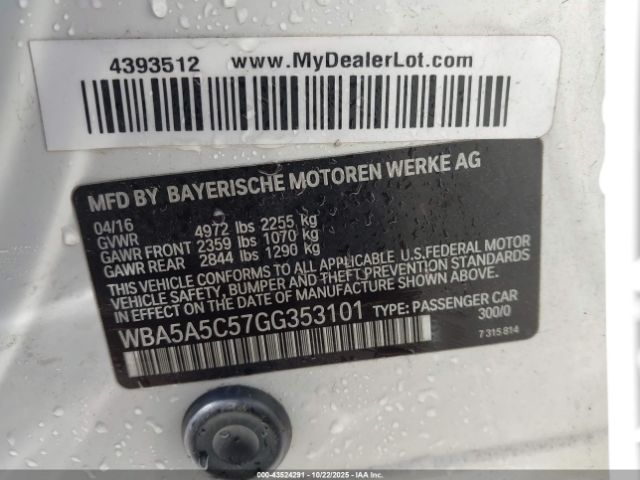 4393512 www.MyDealerLot.com
MFD BY BAYERISCHE MOTOREN WERKE AG
04/16
GVWR 4972 lbs 2255 kg
GAWR FRONT 2359 lbs 1070 kg
GAWR REAR 2844 lbs 1290 kg
THIS VEHICLE CONFORMS TO ALL APPLICABLE U.S.FEDERAL MOTOR
VEHICLE SAFETY, BUMPER, AND THEFT PREVENTION STANDARDS
IN EFFECT ON THE DATE OF MANUFACTURE SHOWN ABOVE.
WBA5A5C57GG353101 TYPE: PASSENGER CAR
300/0
7 315 814
OWNER: --- (000-43524291 - 10/22/2025 - IAAI.COM)